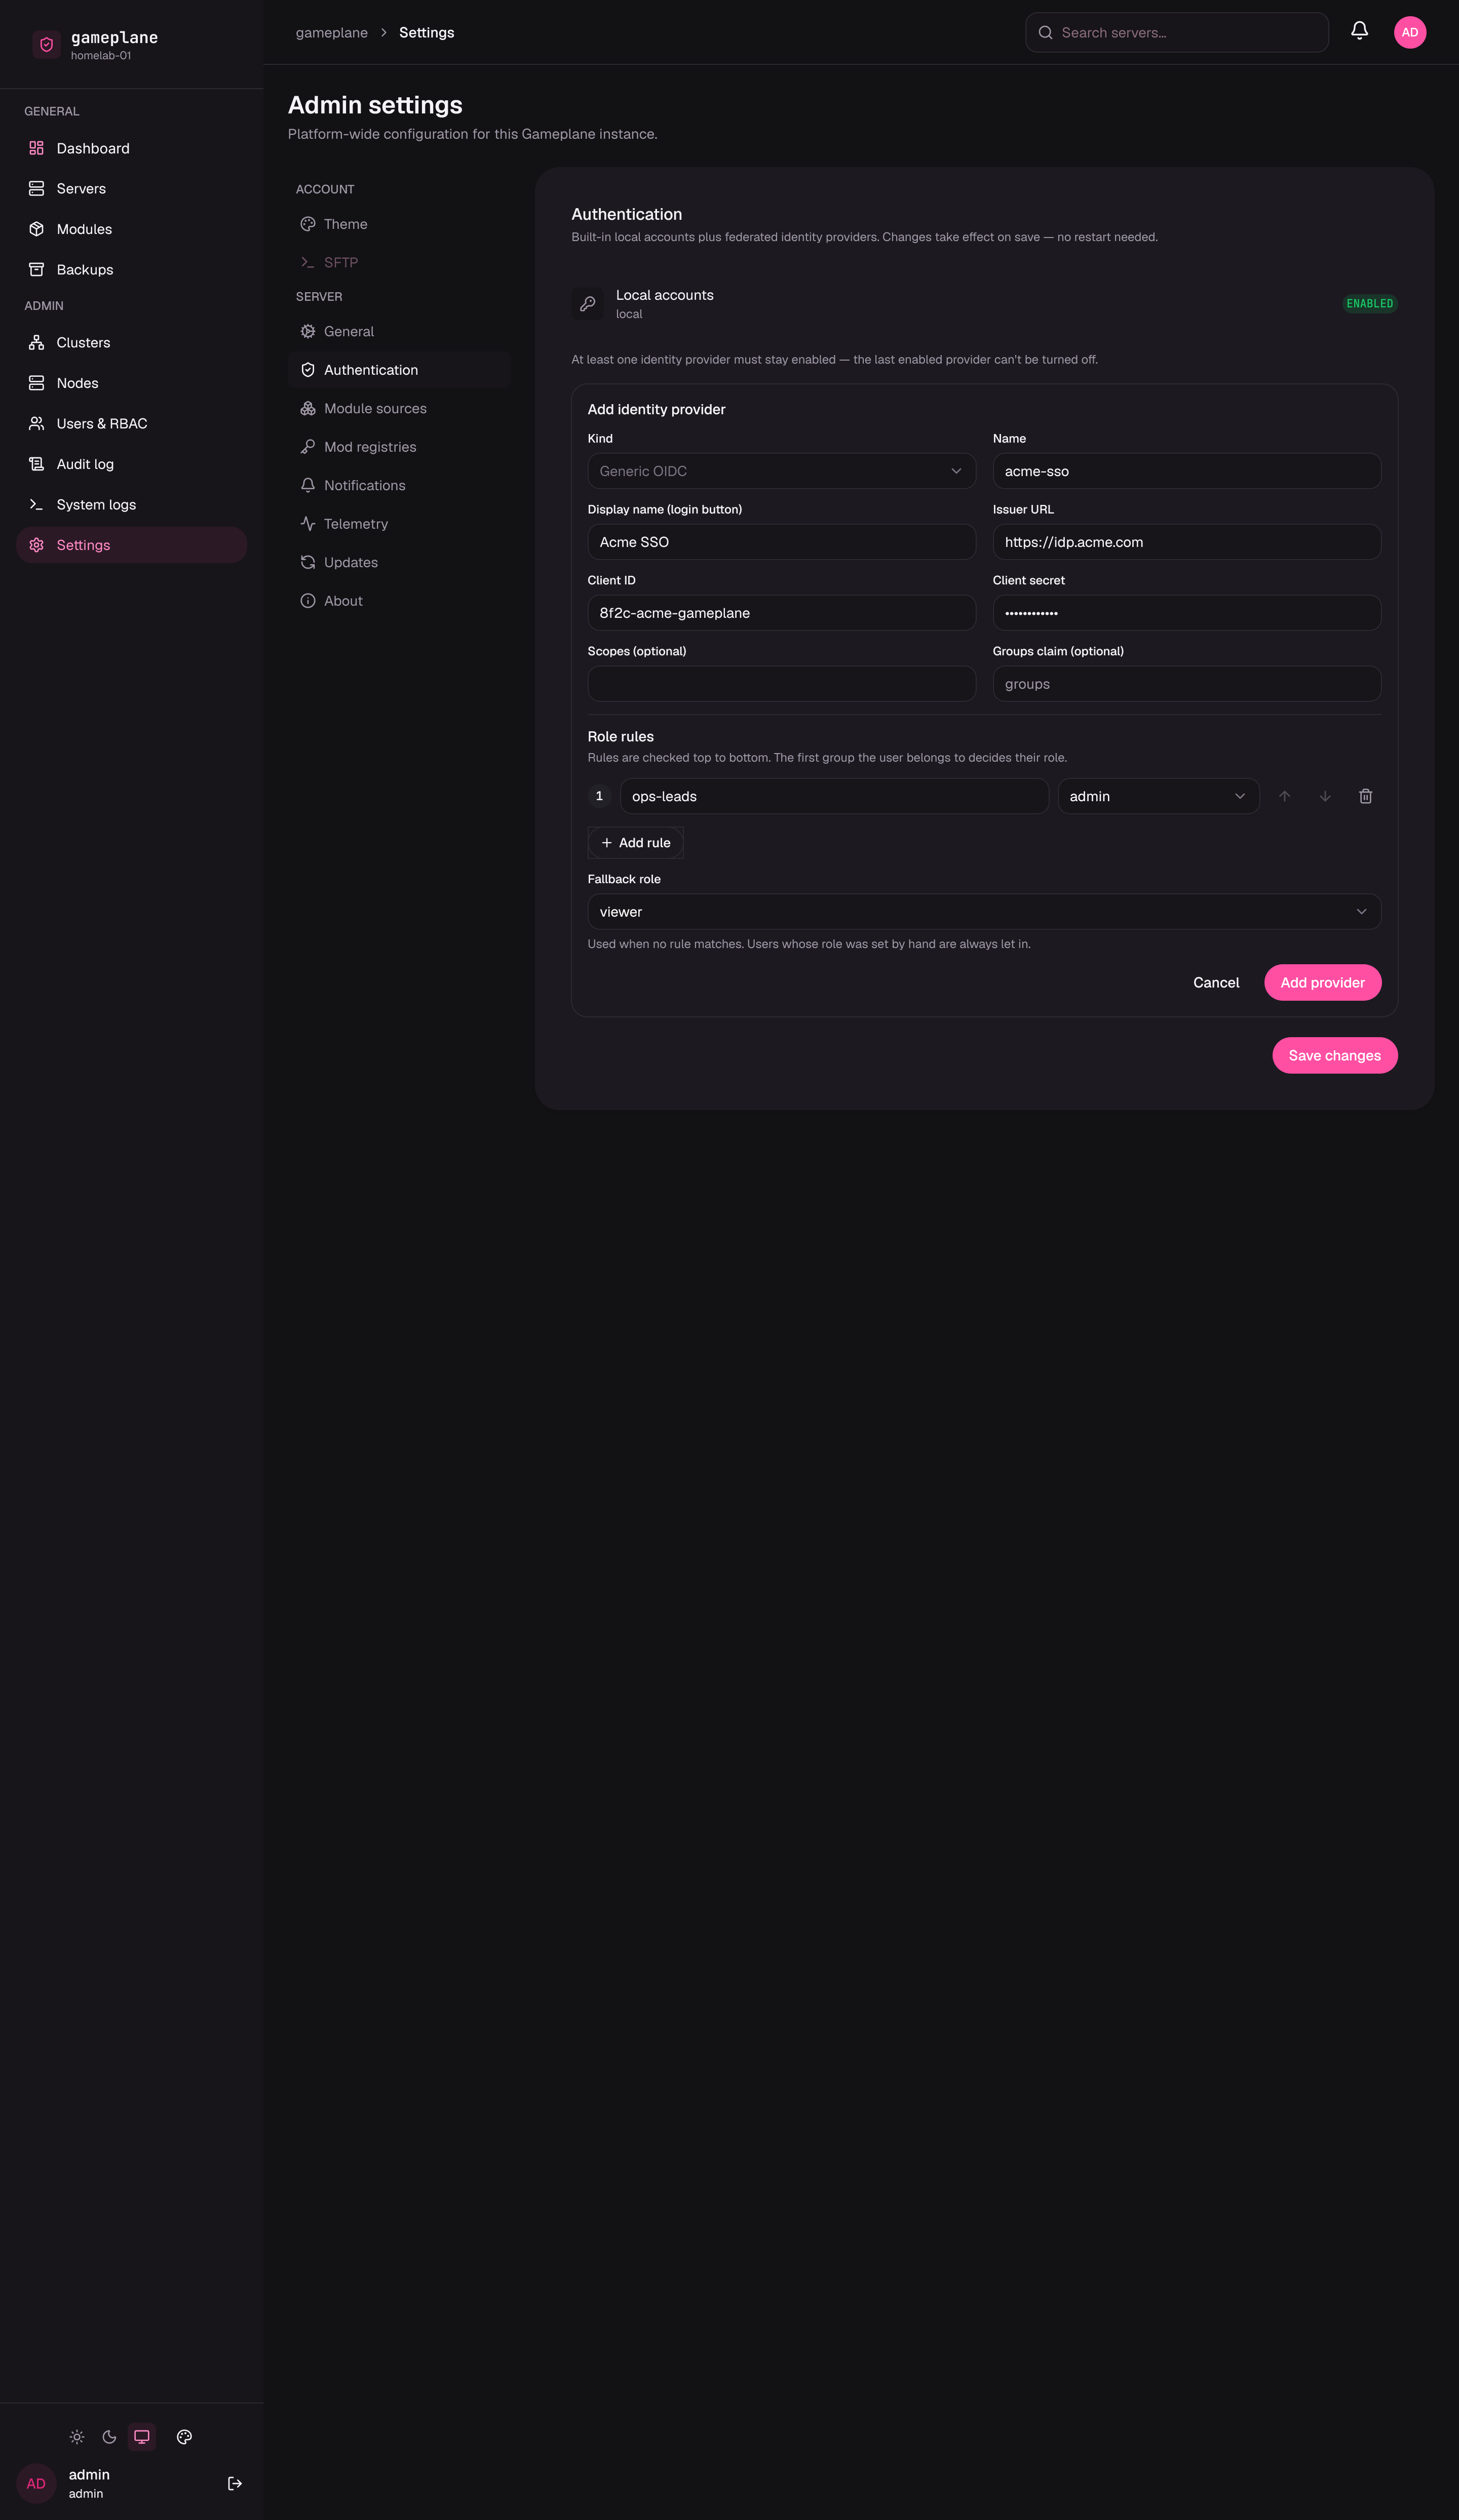 gameplane
homelab-01
GENERAL
Dashboard
Servers
Modules
Backups
ADMIN
Clusters
Nodes
Users & RBAC
Audit log
System logs
Settings
gameplane > Settings
Search servers...
AD
Admin settings
Platform-wide configuration for this Gameplane instance.
ACCOUNT
Theme
SFTP
SERVER
General
Authentication
Module sources
Mod registries
Notifications
Telemetry
Updates
About
Authentication
Built-in local accounts plus federated identity providers. Changes take effect on save — no restart needed.
Local accounts
local
ENABLED
At least one identity provider must stay enabled — the last enabled provider can't be turned off.
Add identity provider
Kind
Generic OIDC
Name
acme-sso
Display name (login button)
Acme SSO
Issuer URL
https://idp.acme.com
Client ID
8f2c-acme-gameplane
Client secret
••••••••••••
Scopes (optional)
Groups claim (optional)
groups
Role rules
Rules are checked top to bottom. The first group the user belongs to decides their role.
1
ops-leads
admin
Add rule
Fallback role
viewer
Used when no rule matches. Users whose role was set by hand are always let in.
Cancel
Add provider
Save changes
AD
admin
admin